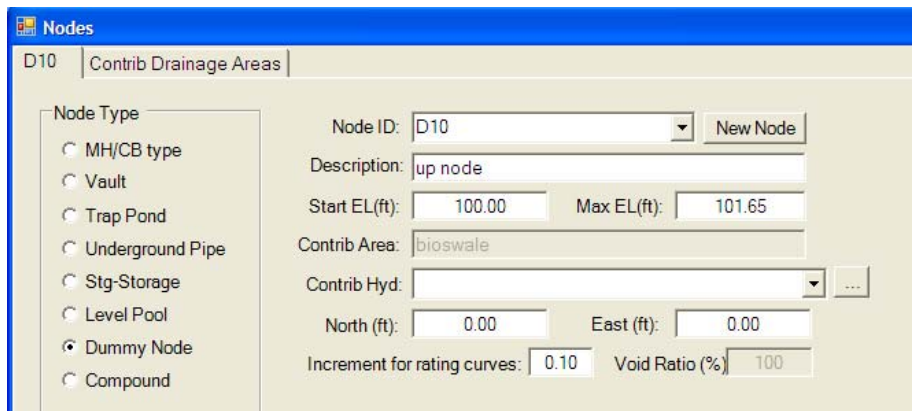 Nodes
D10 Contrib Drainage Areas
Node Type
MH/CB type
Vault
Trap Pond
Underground Pipe
Stg-Storage
Level Pool
Dummy Node
Compound
Node ID: D10 New Node
Description: up node
Start EL(ft): 100.00 Max EL(ft): 101.65
Contrib Area: bioswale
Contrib Hyd: ...
North (ft): 0.00 East (ft): 0.00
Increment for rating curves: 0.10 Void Ratio (%) 100